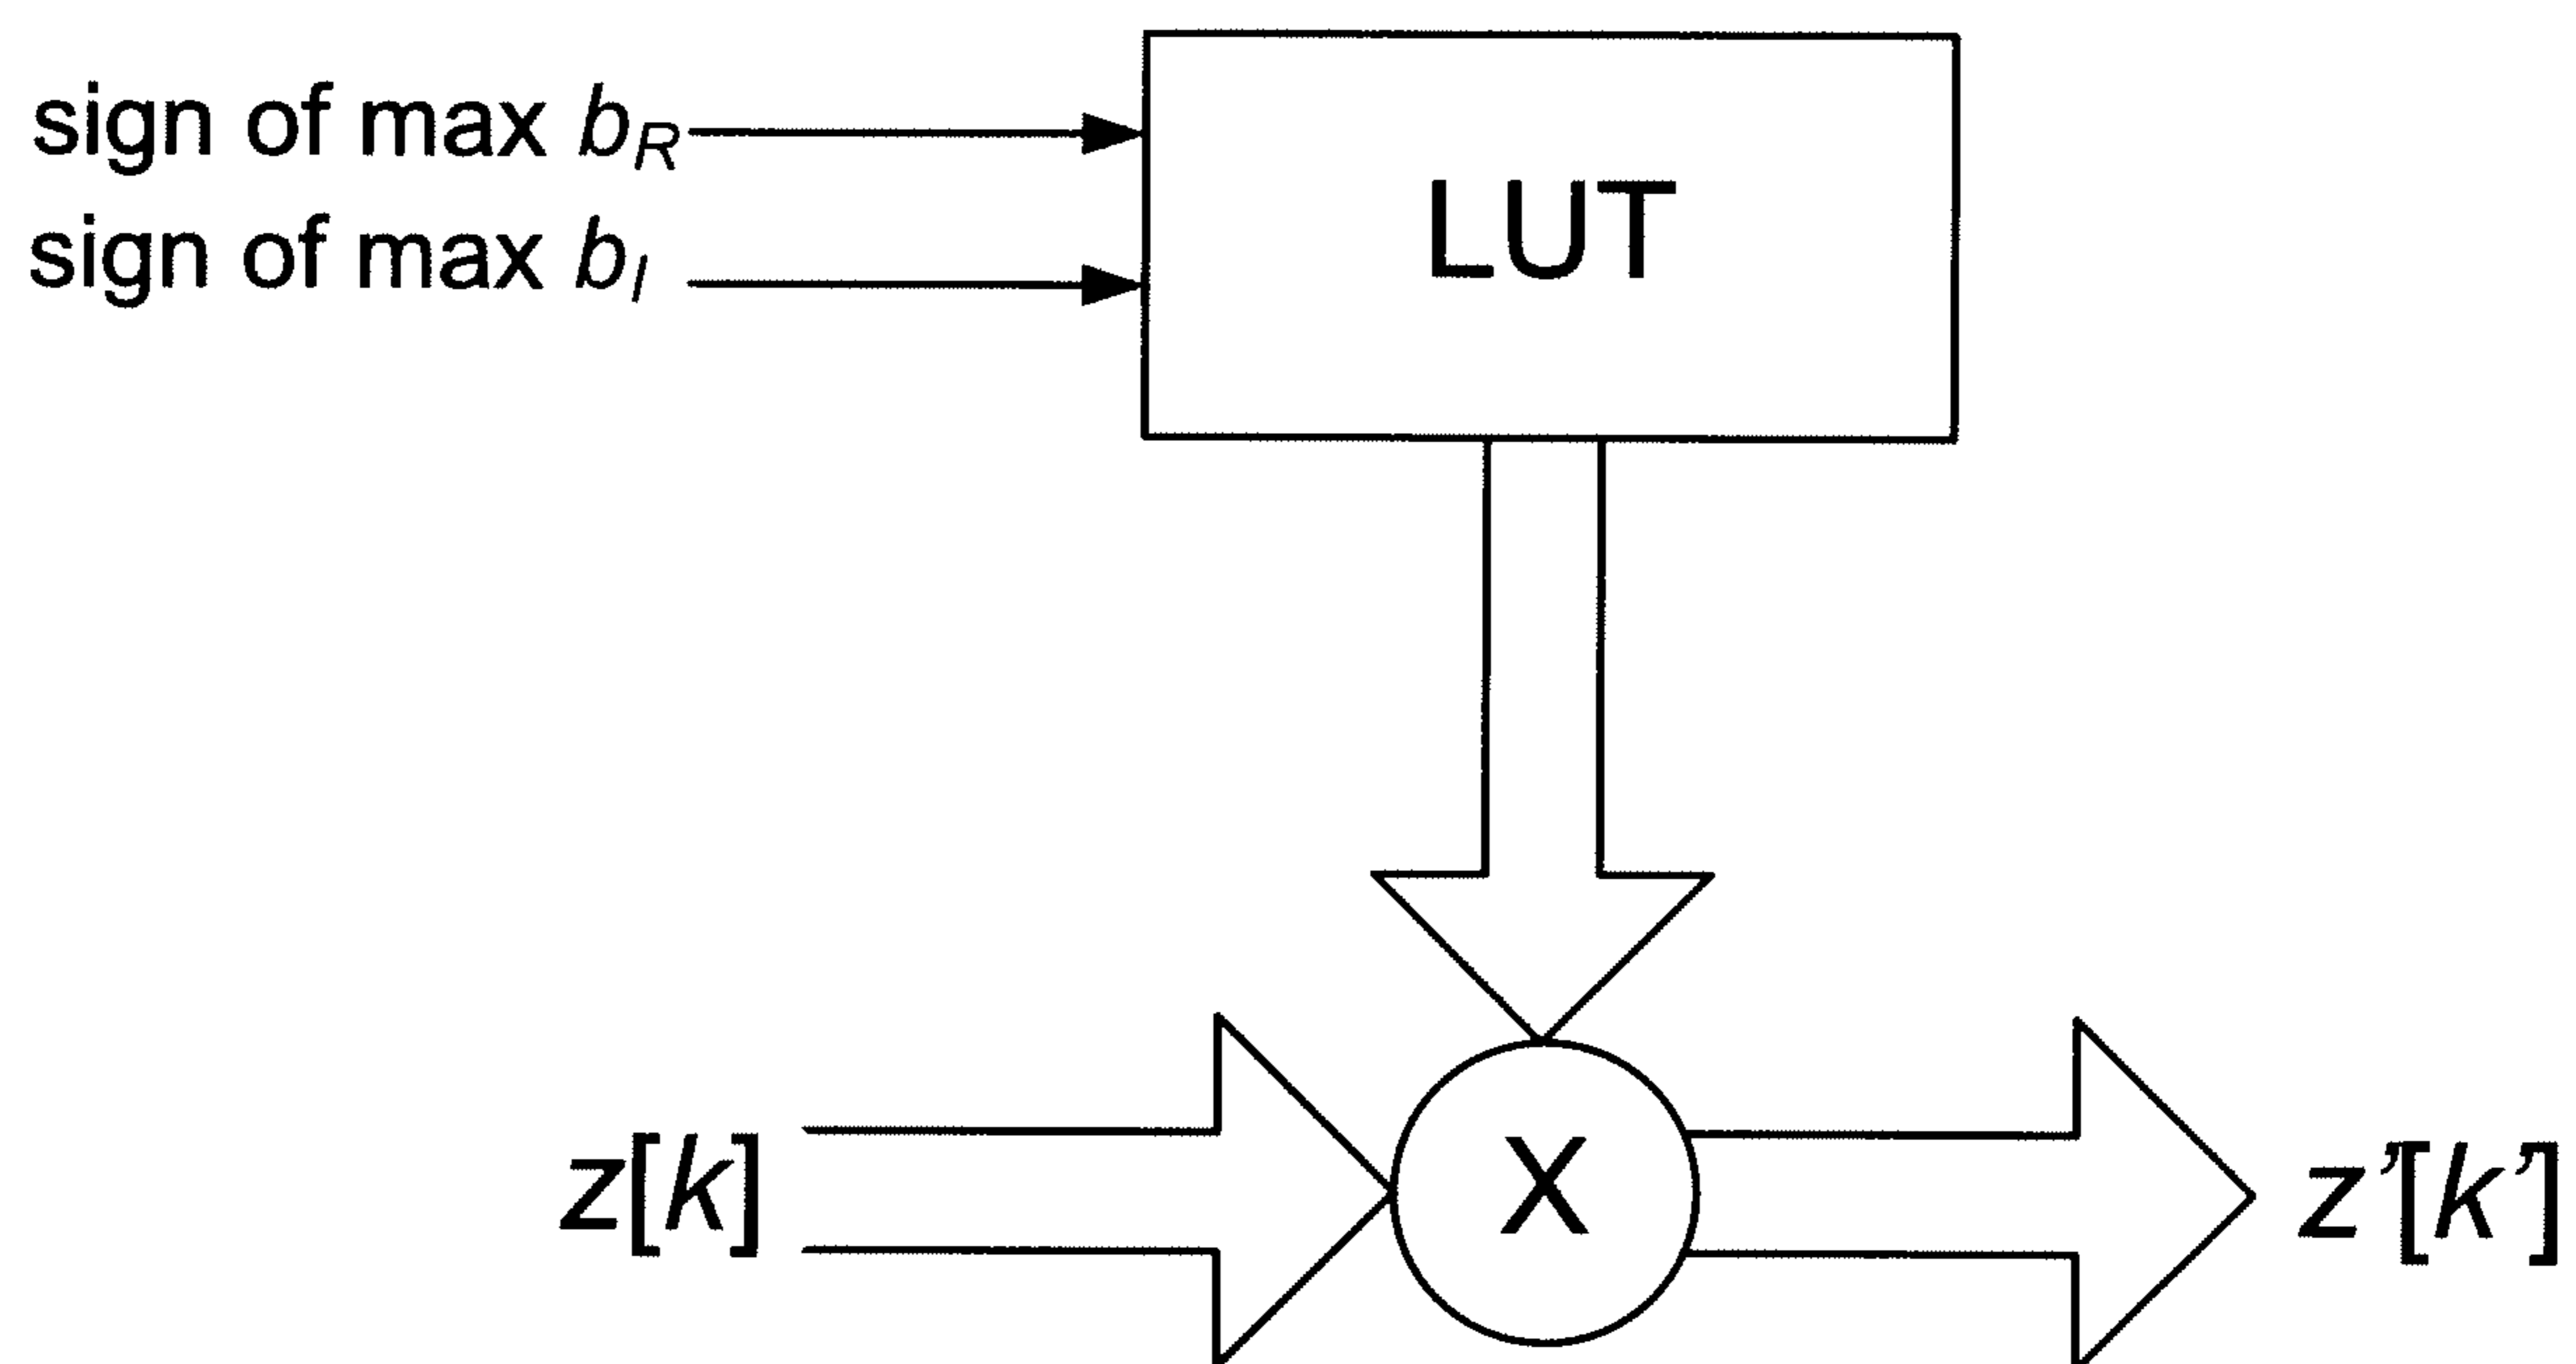 sign of max b_R
sign of max b_I
LUT
X
z[k]
z’[k’]